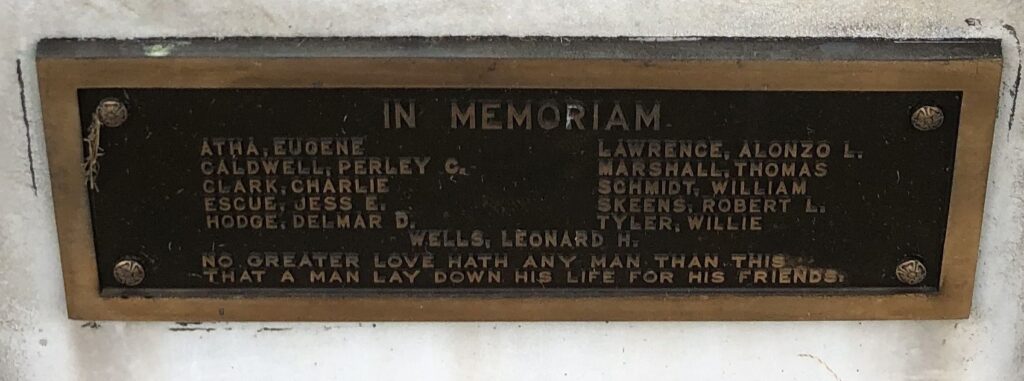 IN MEMORIAM
ATHA, EUGENE
CALDWELL, PERLEY C.
CLARK, CHARLIE
ESCUE, JESS E.
HODGE, DELMAR D.
LAWRENCE, ALONZO L.
MARSHALL, THOMAS
SCHMIDT, WILLIAM
SKEENS, ROBERT L.
TYLER, WILLIE
WELLS, LEONARD H.
NO GREATER LOVE HATH ANY MAN THAN THIS
THAT A MAN LAY DOWN HIS LIFE FOR HIS FRIENDS.